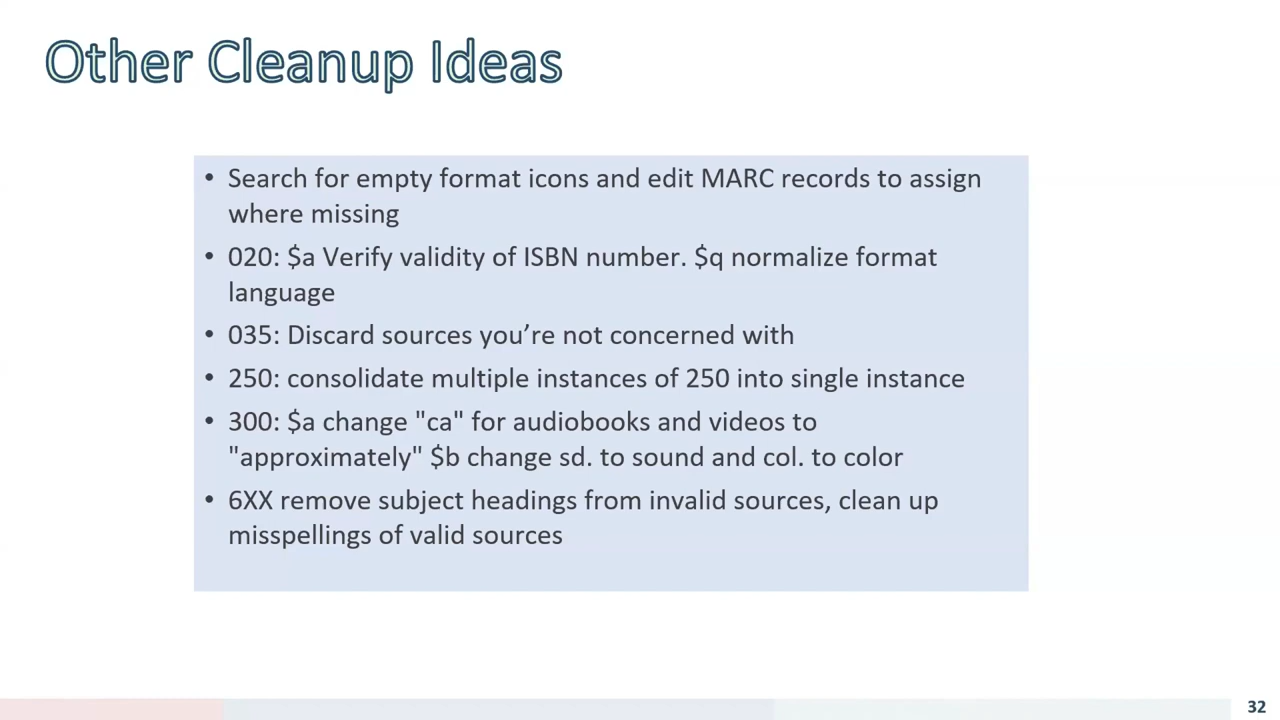 Other Cleanup Ideas
• Search for empty format icons and edit MARC records to assign
where missing
• 020: $a Verify validity of ISBN number. $q normalize format
language
• 035: Discard sources you’re not concerned with
• 250: consolidate multiple instances of 250 into single instance
• 300: $a change "ca" for audiobooks and videos to
"approximately" $b change sd. to sound and col. to color
• 6XX remove subject headings from invalid sources, clean up
misspellings of valid sources
32